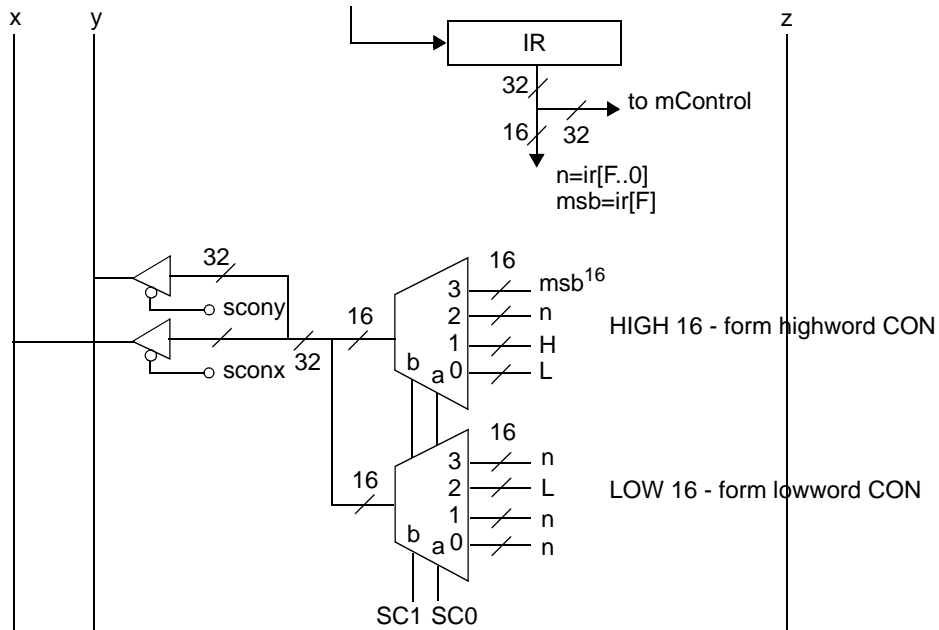 x
y
z
IR
32
to mControl
16
32
n=ir[F..0]
msb=ir[F]
32
16
3
msb16
scony
16
2
n
HIGH 16 - form highword CON
1
H
32
sconx
b
a
0
L
16
3
n
16
2
L
LOW 16 - form lowword CON
1
n
b
a
0
n
SC1
SC0